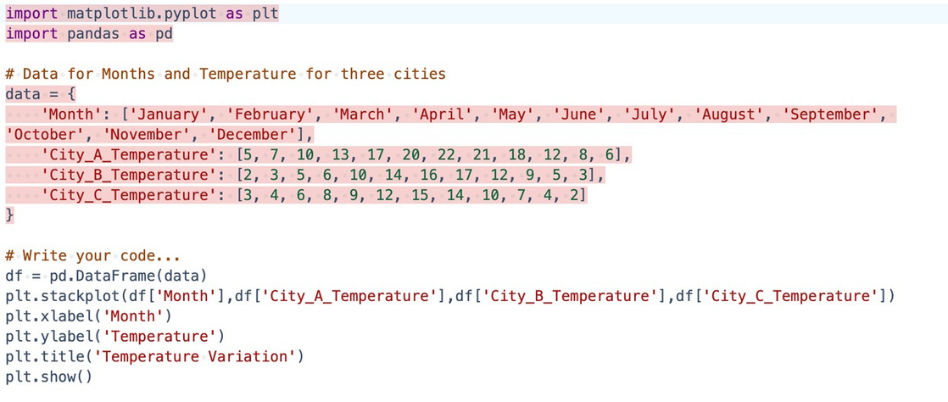 import matplotlib.pyplot as plt
import pandas as pd
# Data for Months and Temperature for three cities
data = {
    'Month': ['January', 'February', 'March', 'April', 'May', 'June', 'July', 'August', 'September',
'October', 'November', 'December'],
    'City_A_Temperature': [5, 7, 10, 13, 17, 20, 22, 21, 18, 12, 8, 6],
    'City_B_Temperature': [2, 3, 5, 6, 10, 14, 16, 17, 12, 9, 5, 3],
    'City_C_Temperature': [3, 4, 6, 8, 9, 12, 15, 14, 10, 7, 4, 2]
}
# Write your code...
df = pd.DataFrame(data)
plt.stackplot(df['Month'],df['City_A_Temperature'],df['City_B_Temperature'],df['City_C_Temperature'])
plt.xlabel('Month')
plt.ylabel('Temperature')
plt.title('Temperature Variation')
plt.show()